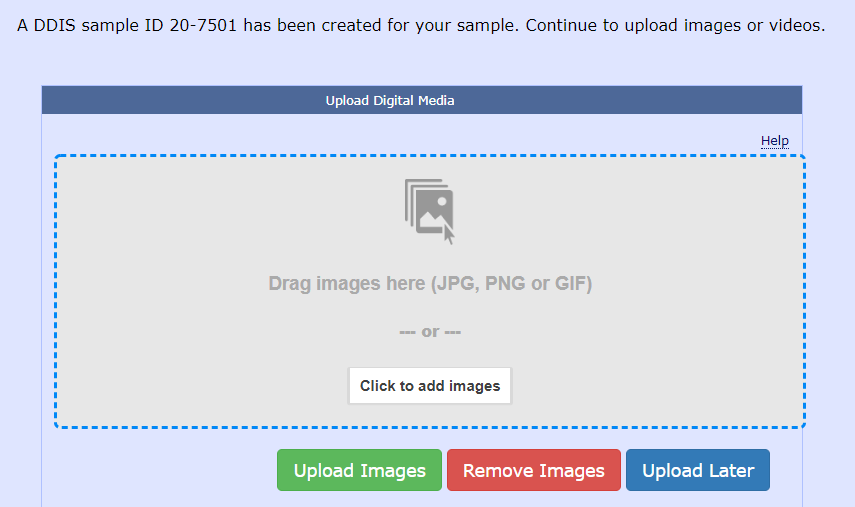 A DDIS sample ID 20-7501 has been created for your sample. Continue to upload images or videos.
Upload Digital Media
Help
Drag images here (JPG, PNG or GIF)
--- or ---
Click to add images
Upload Images
Remove Images
Upload Later